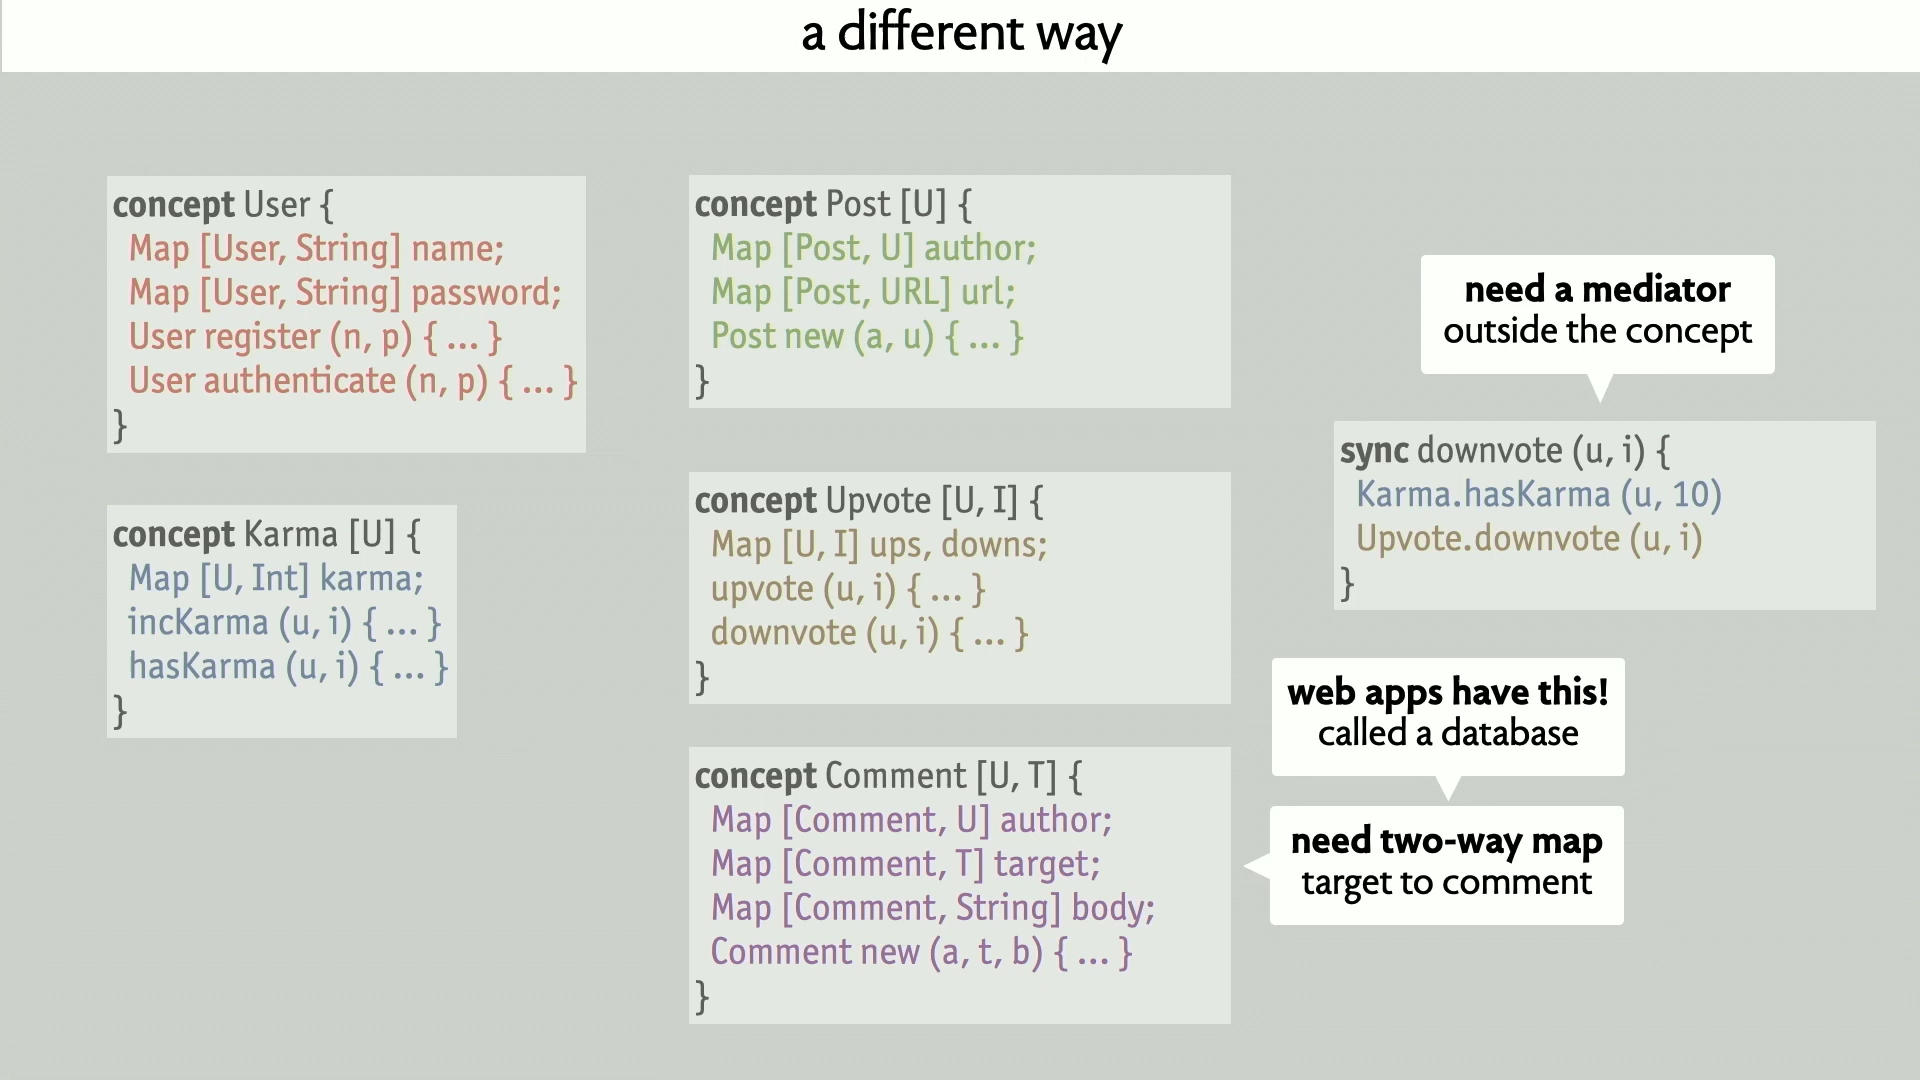 a different way
concept User {
Map [User, String] name;
Map [User, String] password;
User register (n, p) { ... }
User authenticate (n, p) { ... }
}
concept Karma [U] {
Map [U, Int] karma;
incKarma (u, i) { ... }
hasKarma (u, i) { ... }
}
concept Post [U] {
Map [Post, U] author;
Map [Post, URL] url;
Post new (a, u) { ... }
}
concept Upvote [U, I] {
Map [U, I] ups, downs;
upvote (u, i) { ... }
downvote (u, i) { ... }
}
concept Comment [U, T] {
Map [Comment, U] author;
Map [Comment, T] target;
Map [Comment, String] body;
Comment new (a, t, b) { ... }
}
need a mediator
outside the concept
sync downvote (u, i) {
Karma.hasKarma (u, 10)
Upvote.downvote (u, i)
}
web apps have this!
called a database
need two-way map
target to comment